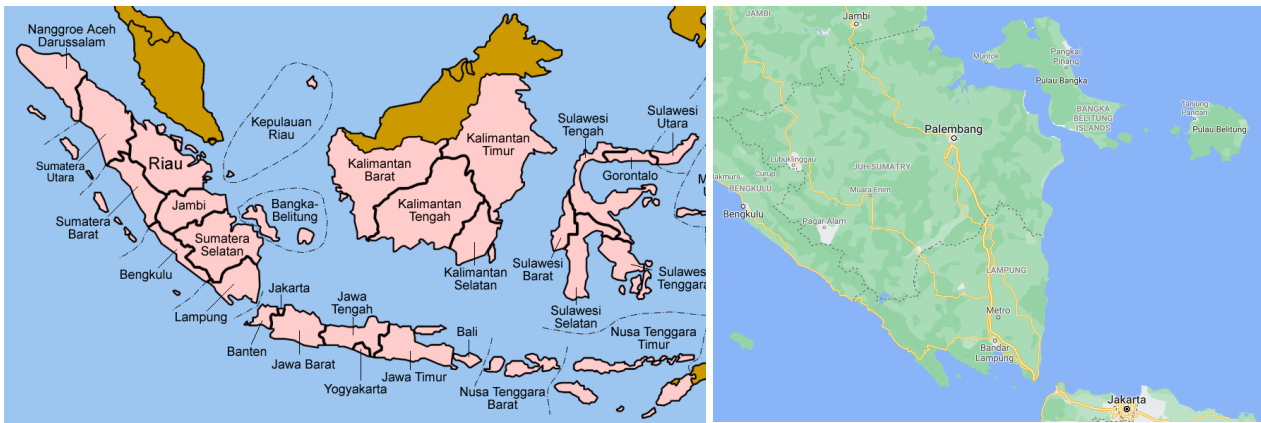 Nanggroe Aceh
Darussalam
Kepulauan
Riau
Sumatera
Utara
Riau
Sumatera
Barat
Jambi
Bangka-
Belitung
Sumatera
Selatan
Bengkulu
Lampung
Jakarta
Banten
Jawa Barat
Jawa
Tengah
Yogyakarta
Jawa Timur
Bali
Nusa Tenggara
Barat
Nusa Tenggara
Timur
Kalimantan
Barat
Kalimantan
Tengah
Kalimantan
Timur
Kalimantan
Selatan
Sulawesi
Tengah
Sulawesi
Utara
Gorontalo
Sulawesi
Barat
Sulawesi
Selatan
Sulawes
Tenggara
M
U
JAMBI
Jambi
Muntok
Pangkal
Pinang
Pulau Bangka
BANGKA
BELITUNG
ISLANDS
Tanjung
Pandan
Pulau Belitung
Palembang
Lubuklinggau
JUH SUMATRY
akmuro
Curup
BENGKULU
Muara Enim
Bengkulu
Pagar Alam
LAMPUNG
Metro
Bandar
Lampung
Jakarta